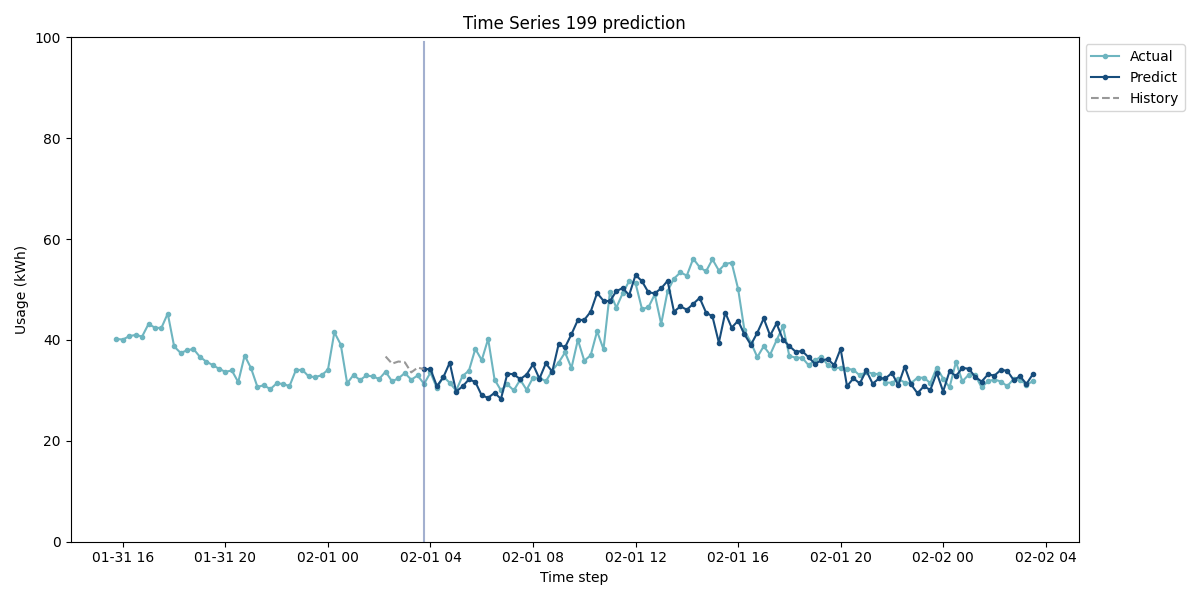 Time Series 199 prediction
100
80
60
40
20
0
Usage (kWh)
01-31 16
01-31 20
02-01 00
02-01 04
02-01 08
02-01 12
02-01 16
02-01 20
02-02 00
02-02 04
Time step
Actual
Predict
History